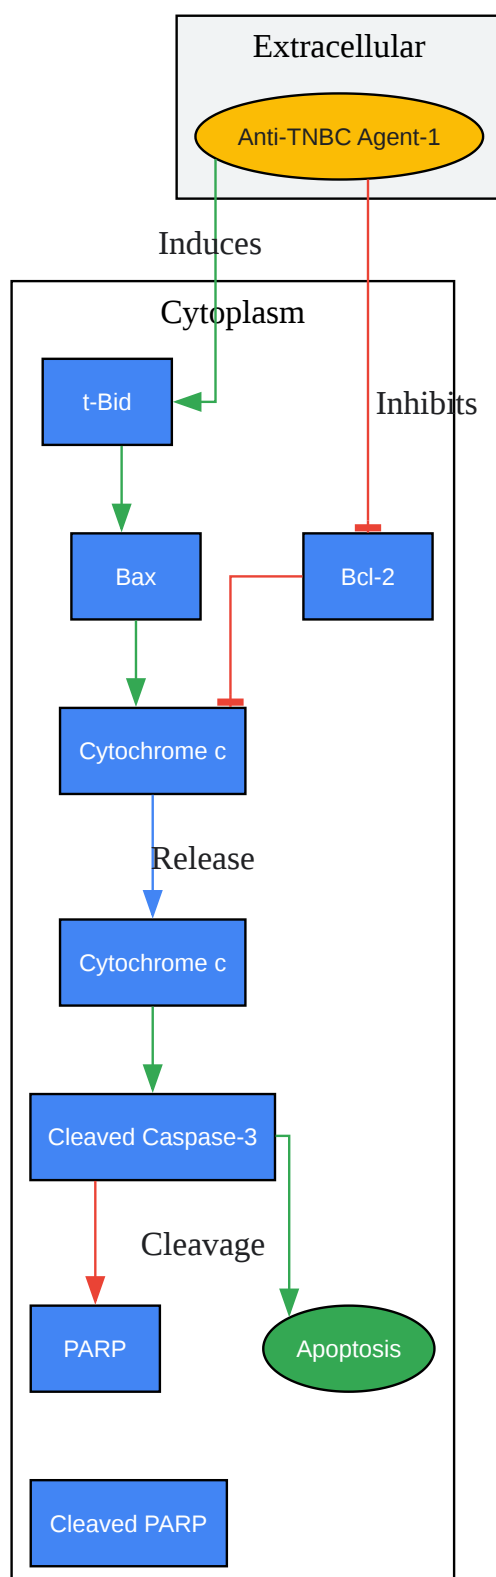 Extracellular
Anti-TNBC Agent-1
Induces
Cytoplasm
t-Bid
Inhibits
Bax
Bcl-2
Cytochrome c
Release
Cytochrome c
Cleaved Caspase-3
Cleavage
PARP
Apoptosis
Cleaved PARP